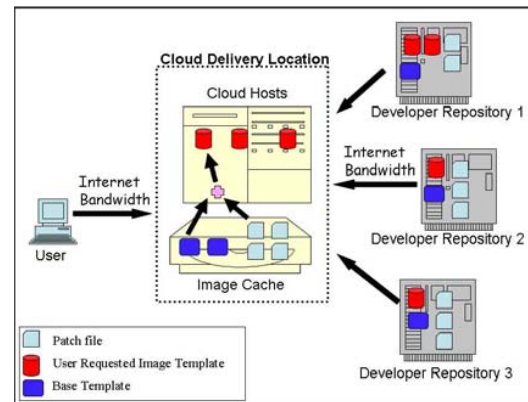 Cloud Delivery Location
Cloud Hosts
Developer Repository 1
Internet
Bandwidth
Internet
Bandwidth
User
Image Cache
Developer Repository 2
Patch file
User Requested Image Template
Base Template
Developer Repository 3